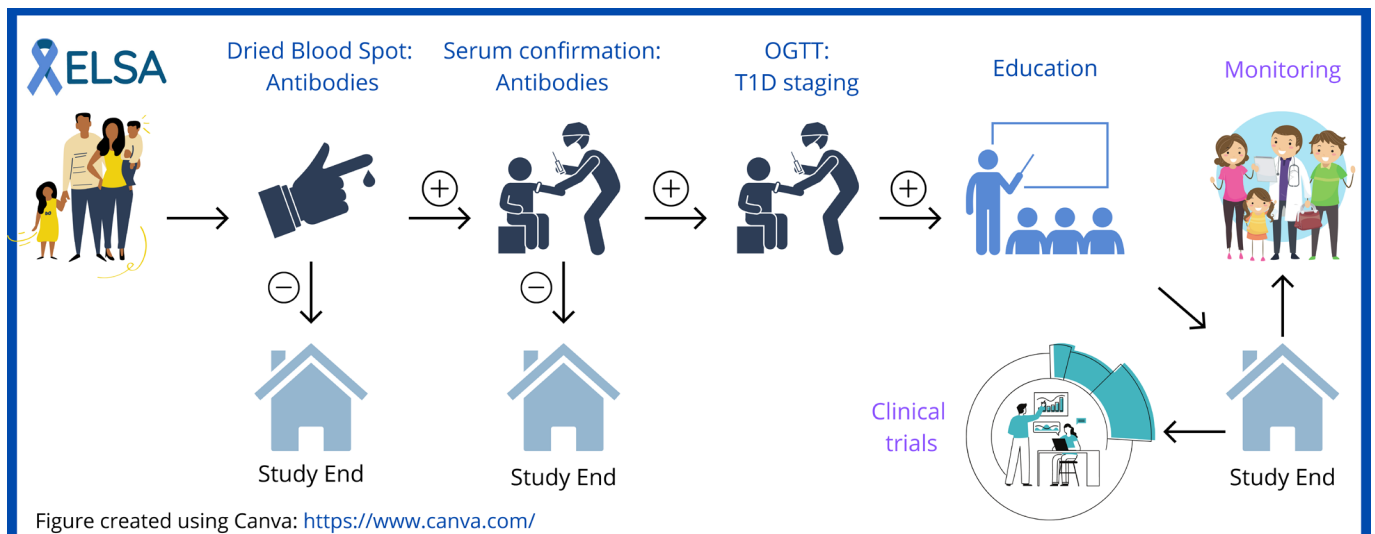 ELSA
Dried Blood Spot:
Antibodies
Serum confirmation:
Antibodies
OGTT:
T1D staging
Education
Monitoring
Study End
Study End
Clinical
trials
Study End
Figure created using Canva: https://www.canva.com/